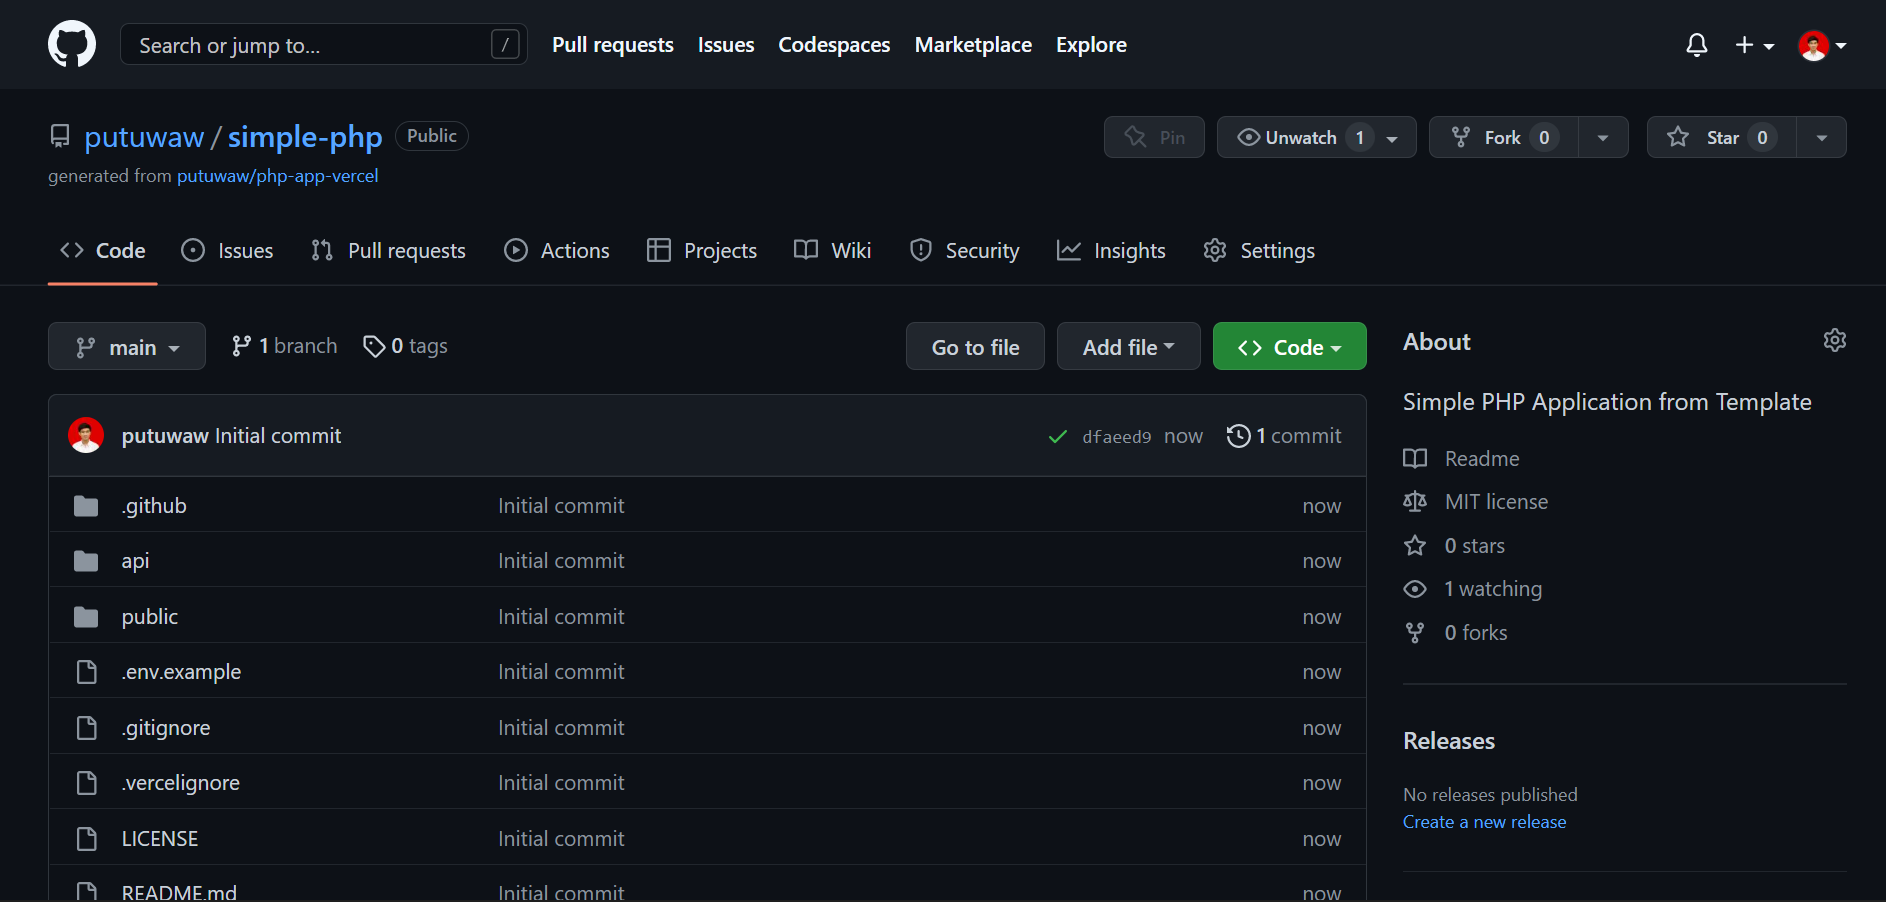 Search or jump to... /
Pull requests Issues Codespaces Marketplace Explore
putuwaw / simple-php Public
Pin Unwatch 1 Fork 0 Star 0
generated from putuwaw/php-app-vercel
Code Issues Pull requests Actions Projects Wiki Security Insights Settings
main 1 branch 0 tags Go to file Add file Code
putuwaw Initial commit dfaeed9 now 1 commit
.github Initial commit now
api Initial commit now
public Initial commit now
.env.example Initial commit now
.gitignore Initial commit now
.vercelignore Initial commit now
LICENSE Initial commit now
README.md Initial commit now
About
Simple PHP Application from Template
Readme
MIT license
0 stars
1 watching
0 forks
Releases
No releases published
Create a new release